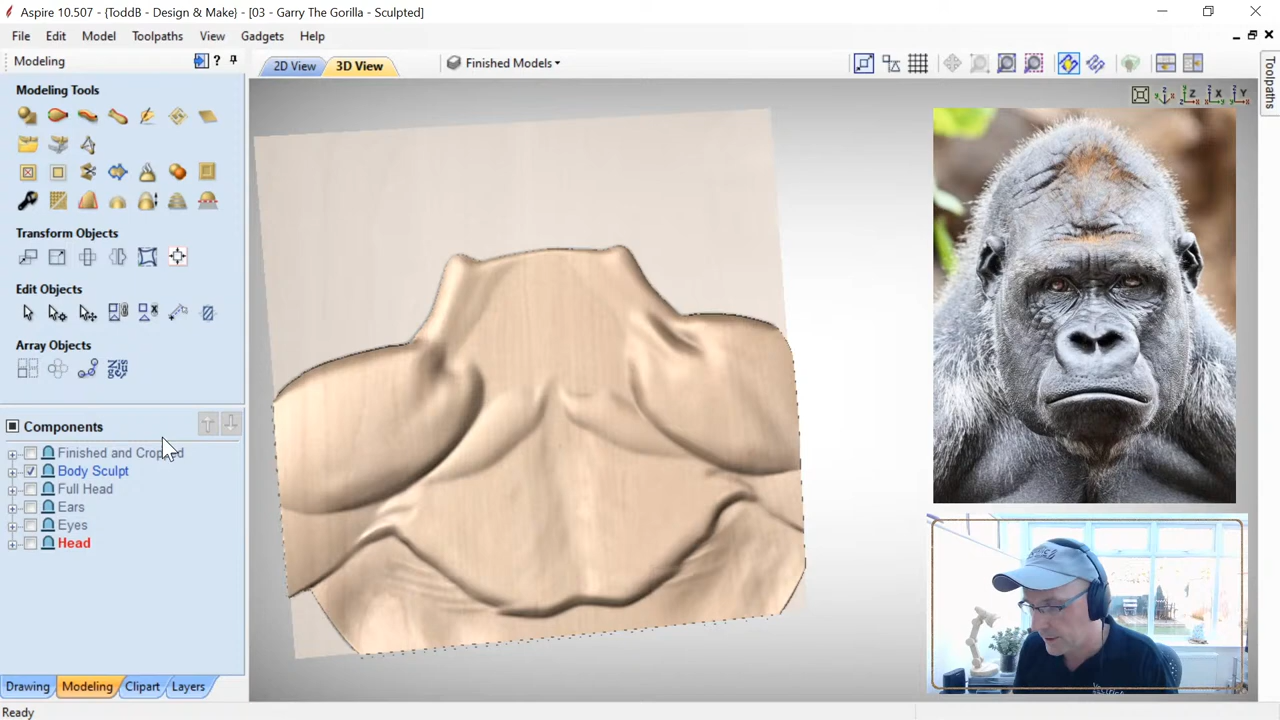 Aspire 10.507 - {ToddB - Design & Make} - [03 - Garry The Gorilla - Sculpted]
File Edit Model Toolpaths View Gadgets Help
Modeling
2D View 3D View Finished Models
Modeling Tools
Transform Objects
Edit Objects
Array Objects
Components
Finished and Cropped
Body Sculpt
Full Head
Ears
Eyes
Head
Drawing Modeling Clipart Layers
Ready
Toolpaths